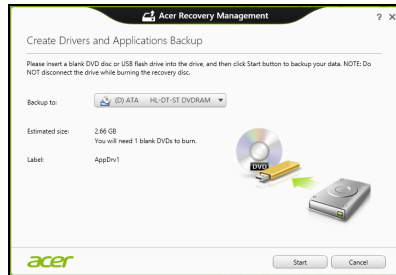 Acer Recovery Management
? X
Create Drivers and Applications Backup
Please insert a blank DVD disc or USB flash drive into the drive, and then click Start button to backup your data. NOTE: Do
NOT disconnect the drive while burning the recovery disc.
Backup to: (D) ATA HL-DT-ST DVDRAM
Estimated size: 2.66 GB
You will need 1 blank DVDs to burn.
Label: AppDrv1
DVD
acer
Start Cancel